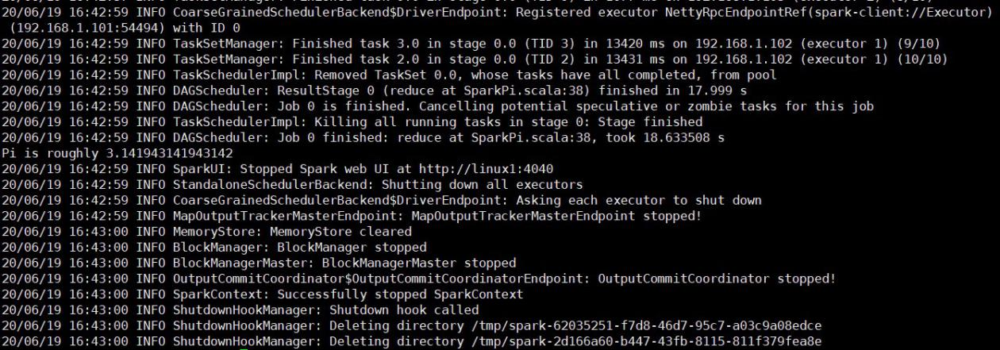 20/06/19 16:42:59 INFO CoarseGrainedSchedulerBackend$DriverEndpoint: Registered executor NettyRpcEndpointRef(spark-client://Executor)
(192.168.1.101:54494) with ID 0
20/06/19 16:42:59 INFO TaskSetManager: Finished task 3.0 in stage 0.0 (TID 3) in 13420 ms on 192.168.1.102 (executor 1) (9/10)
20/06/19 16:42:59 INFO TaskSetManager: Finished task 2.0 in stage 0.0 (TID 2) in 13431 ms on 192.168.1.102 (executor 1) (10/10)
20/06/19 16:42:59 INFO TaskSchedulerImpl: Removed TaskSet 0.0, whose tasks have all completed, from pool
20/06/19 16:42:59 INFO DAGScheduler: ResultStage 0 (reduce at SparkPi.scala:38) finished in 17.999 s
20/06/19 16:42:59 INFO DAGScheduler: Job 0 is finished. Cancelling potential speculative or zombie tasks for this job
20/06/19 16:42:59 INFO TaskSchedulerImpl: Killing all running tasks in stage 0: Stage finished
20/06/19 16:42:59 INFO DAGScheduler: Job 0 finished: reduce at SparkPi.scala:38, took 18.633508 s
Pi is roughly 3.141943141943142
20/06/19 16:42:59 INFO SparkUI: Stopped Spark web UI at http://linux1:4040
20/06/19 16:42:59 INFO StandaloneSchedulerBackend: Shutting down all executors
20/06/19 16:42:59 INFO CoarseGrainedSchedulerBackend$DriverEndpoint: Asking each executor to shut down
20/06/19 16:42:59 INFO MapOutputTrackerMasterEndpoint: MapOutputTrackerMasterEndpoint stopped!
20/06/19 16:43:00 INFO MemoryStore: MemoryStore cleared
20/06/19 16:43:00 INFO BlockManager: BlockManager stopped
20/06/19 16:43:00 INFO BlockManagerMaster: BlockManagerMaster stopped
20/06/19 16:43:00 INFO OutputCommitCoordinator$OutputCommitCoordinatorEndpoint: OutputCommitCoordinator stopped!
20/06/19 16:43:00 INFO SparkContext: Successfully stopped SparkContext
20/06/19 16:43:00 INFO ShutdownHookManager: Shutdown hook called
20/06/19 16:43:00 INFO ShutdownHookManager: Deleting directory /tmp/spark-62035251-f7d8-46d7-95c7-a03c9a08edce
20/06/19 16:43:00 INFO ShutdownHookManager: Deleting directory /tmp/spark-2d166a60-b447-43fb-8115-811f379fea8e